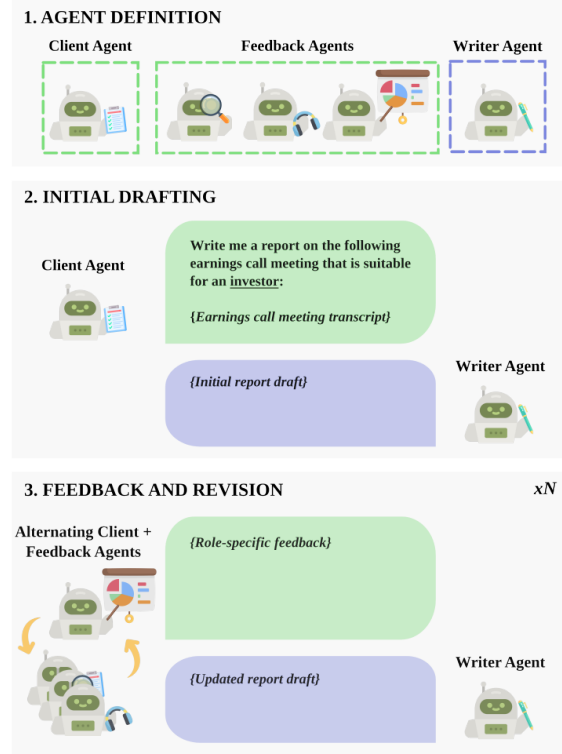 1. AGENT DEFINITION
Client Agent
Feedback Agents
Writer Agent
2. INITIAL DRAFTING
Client Agent
Write me a report on the following
earnings call meeting that is suitable
for an investor:
{Earnings call meeting transcript}
Writer Agent
{Initial report draft}
3. FEEDBACK AND REVISION
xN
Alternating Client +
Feedback Agents
{Role-specific feedback}
Writer Agent
{Updated report draft}